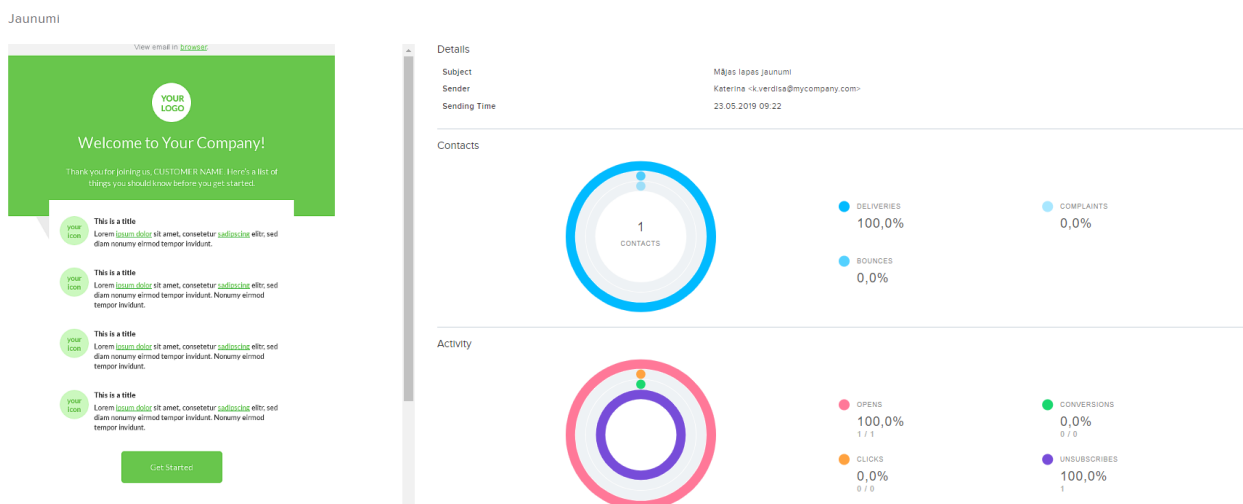 Jaunumi
View email in browser.
YOUR
LOGO
Welcome to Your Company!
Thank you for joining us, CUSTOMER NAME. Here's a list of
things you should know before you get started.
your
icon
This is a title
Lorem ipsum dolor sit amet, consetetur sadipscing elitr, sed
diam nonumy eirmod tempor invidunt.
your
icon
This is a title
Lorem ipsum dolor sit amet, consetetur sadipscing elitr, sed
diam nonumy eirmod tempor invidunt. Nonumy eirmod
tempor invidunt.
your
icon
This is a title
Lorem ipsum dolor sit amet, consetetur sadipscing elitr, sed
diam nonumy eirmod tempor invidunt. Nonumy eirmod
tempor invidunt.
your
icon
This is a title
Lorem ipsum dolor sit amet, consetetur sadipscing elitr, sed
diam nonumy eirmod tempor invidunt. Nonumy eirmod
tempor invidunt.
Get Started
Details
Subject Mājas lapas jaunumi
Sender Katerina <k.verdisa@mycompany.com>
Sending Time 23.05.2019 09:22
Contacts
1
CONTACTS
DELIVERIES
100,0%
COMPLAINTS
0,0%
BOUNCES
0,0%
Activity
OPENS
100,0%
1 / 1
CONVERSIONS
0,0%
0 / 0
CLICKS
0,0%
0 / 0
UNSUBSCRIBES
100,0%
1